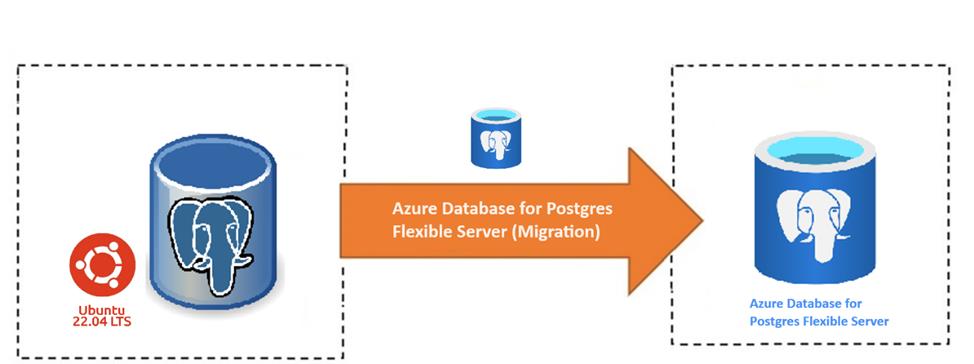 Ubuntu
22.04 LTS
Azure Database for Postgres
Flexible Server (Migration)
Azure Database for
Postgres Flexible Server